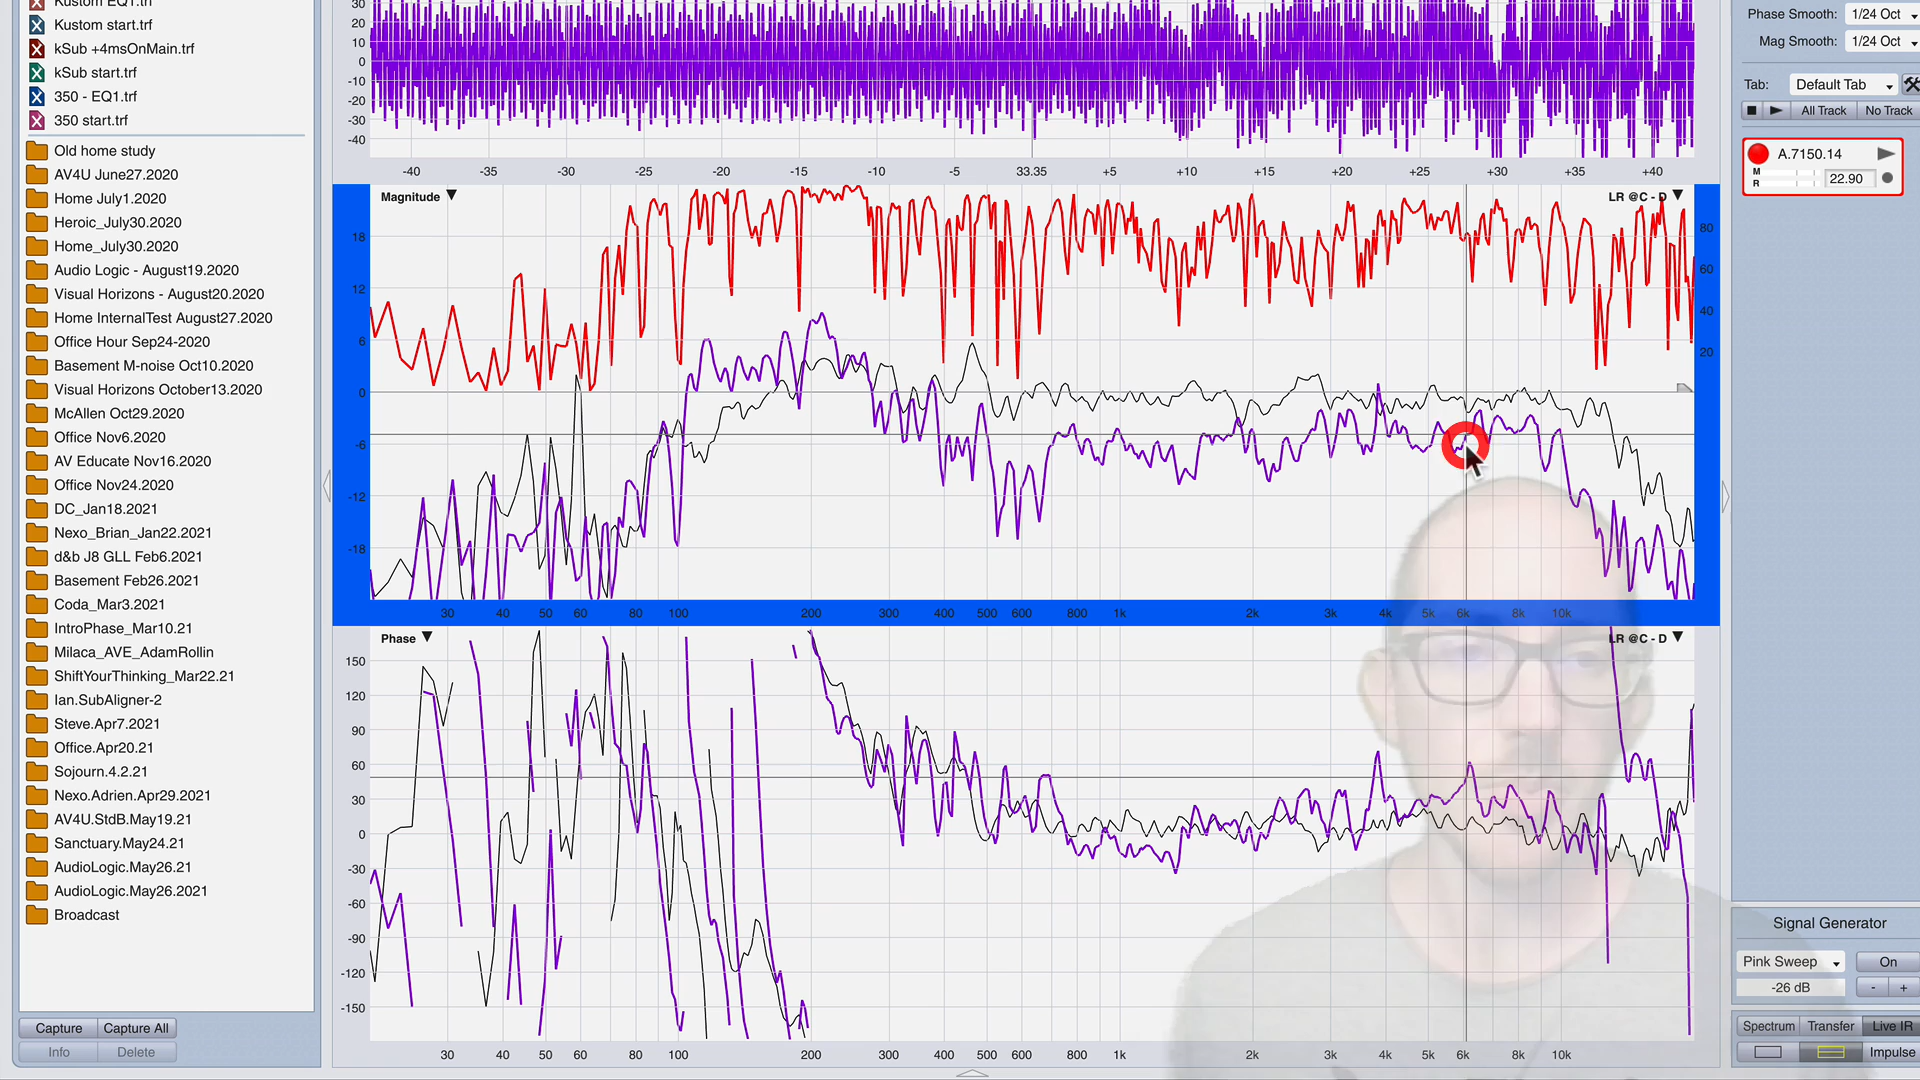 Kustom EQ1.trf
Kustom start.trf
kSub +4msOnMain.trf
kSub start.trf
350 - EQ1.trf
350 start.trf
Old home study
AV4U June27.2020
Home July1.2020
Heroic_July30.2020
Home_July30.2020
Audio Logic - August19.2020
Visual Horizons - August20.2020
Home InternalTest August27.2020
Office Hour Sep24-2020
Basement M-noise Oct10.2020
Visual Horizons October13.2020
McAllen Oct29.2020
Office Nov6.2020
AV Educate Nov16.2020
Office Nov24.2020
DC_Jan18.2021
Nexo_Brian_Jan22.2021
d&b J8 GLL Feb6.2021
Basement Feb26.2021
Coda_Mar3.2021
IntroPhase_Mar10.21
Milaca_AVE_AdamRollin
ShiftYourThinking_Mar22.21
Ian.SubAligner-2
Steve.Apr7.2021
Office.Apr20.21
Sojourn.4.2.21
Nexo.Adrien.Apr29.2021
AV4U.StdB.May19.21
Sanctuary.May24.21
AudioLogic.May26.21
AudioLogic.May26.2021
Broadcast
Capture Capture All
Info Delete
30
20
10
0
-10
-20
-30
-40
-40 -35 -30 -25 -20 -15 -10 -5 33.35 +5 +10 +15 +20 +25 +30 +35 +40
Magnitude LR @C - D
18
12
6
0
-6
-12
-18
80
60
40
20
30 40 50 60 80 100 200 300 400 500 600 800 1k 2k 3k 4k 5k 6k 8k 10k
Phase LR @C - D
150
120
90
60
30
0
-30
-60
-90
-120
-150
30 40 50 60 80 100 200 300 400 500 600 800 1k 2k 3k 4k 5k 6k 8k 10k
Phase Smooth: 1/24 Oct
Mag Smooth: 1/24 Oct
Tab: Default Tab
All Track No Track
A.7150.14
M
R 22.90
Signal Generator
Pink Sweep On
-26 dB - +
Spectrum Transfer Live IR
Impulse